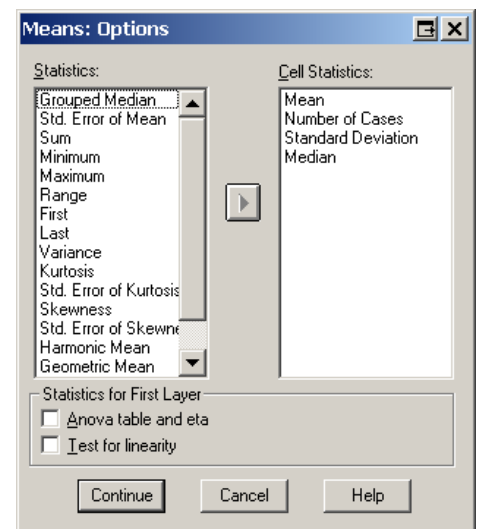 Means: Options
Statistics:
Grouped Median
Std. Error of Mean
Sum
Minimum
Maximum
Range
First
Last
Variance
Kurtosis
Std. Error of Kurtosis
Skewness
Std. Error of Skewne
Harmonic Mean
Geometric Mean
Cell Statistics:
Mean
Number of Cases
Standard Deviation
Median
Statistics for First Layer
Anova table and eta
Test for linearity
Continue
Cancel
Help